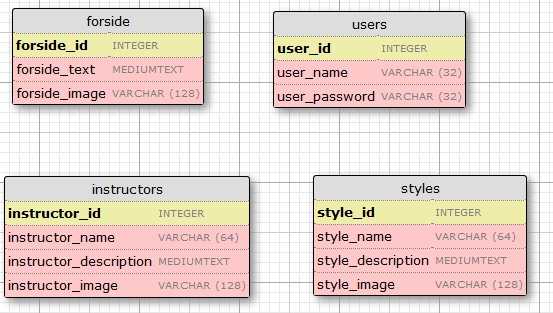 forside
forside_id INTEGER
forside_text MEDIUMTEXT
forside_image VARCHAR (128)
users
user_id INTEGER
user_name VARCHAR (32)
user_password VARCHAR (32)
instructors
instructor_id INTEGER
instructor_name VARCHAR (64)
instructor_description MEDIUMTEXT
instructor_image VARCHAR (128)
styles
style_id INTEGER
style_name VARCHAR (64)
style_description MEDIUMTEXT
style_image VARCHAR (128)